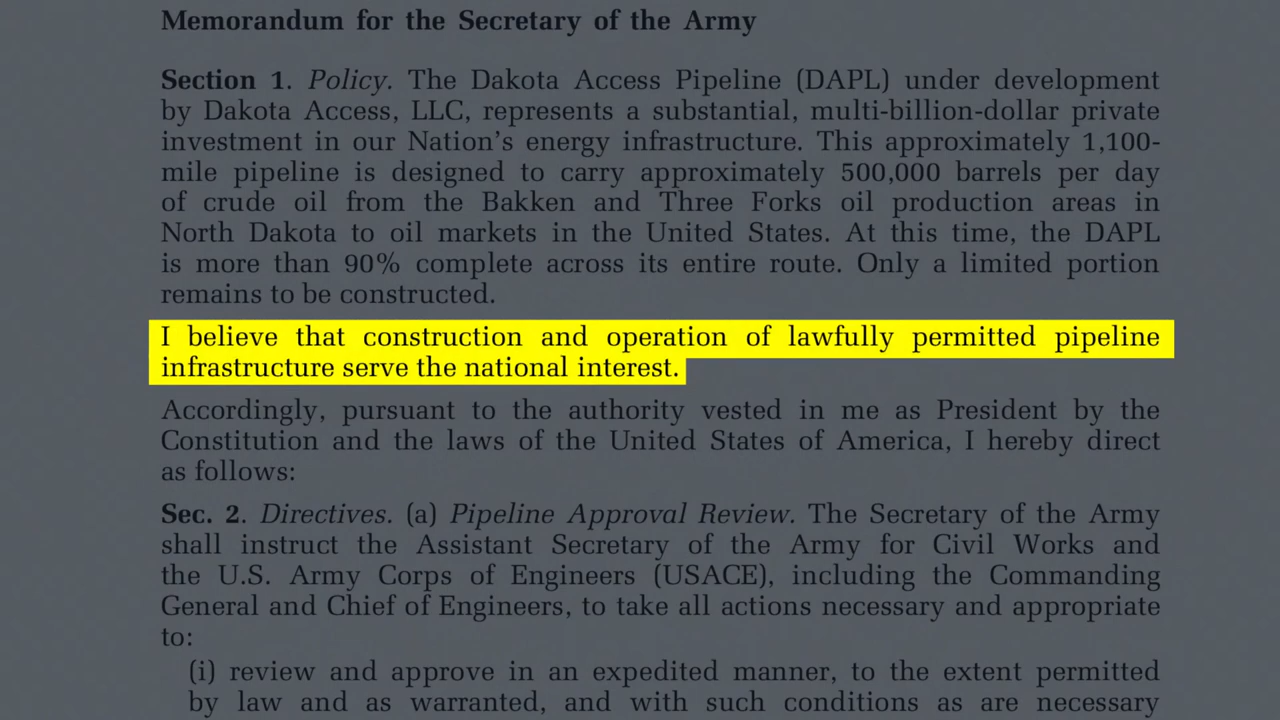 Memorandum for the Secretary of the Army
Section 1. Policy. The Dakota Access Pipeline (DAPL) under development
by Dakota Access, LLC, represents a substantial, multi-billion-dollar private
investment in our Nation's energy infrastructure. This approximately 1,100-
mile pipeline is designed to carry approximately 500,000 barrels per day
of crude oil from the Bakken and Three Forks oil production areas in
North Dakota to oil markets in the United States. At this time, the DAPL
is more than 90% complete across its entire route. Only a limited portion
remains to be constructed.
I believe that construction and operation of lawfully permitted pipeline
infrastructure serve the national interest.
Accordingly, pursuant to the authority vested in me as President by the
Constitution and the laws of the United States of America, I hereby direct
as follows:
Sec. 2. Directives. (a) Pipeline Approval Review. The Secretary of the Army
shall instruct the Assistant Secretary of the Army for Civil Works and
the U.S. Army Corps of Engineers (USACE), including the Commanding
General and Chief of Engineers, to take all actions necessary and appropriate
to:
(i) review and approve in an expedited manner, to the extent permitted
by law and as warranted, and with such conditions as are necessary